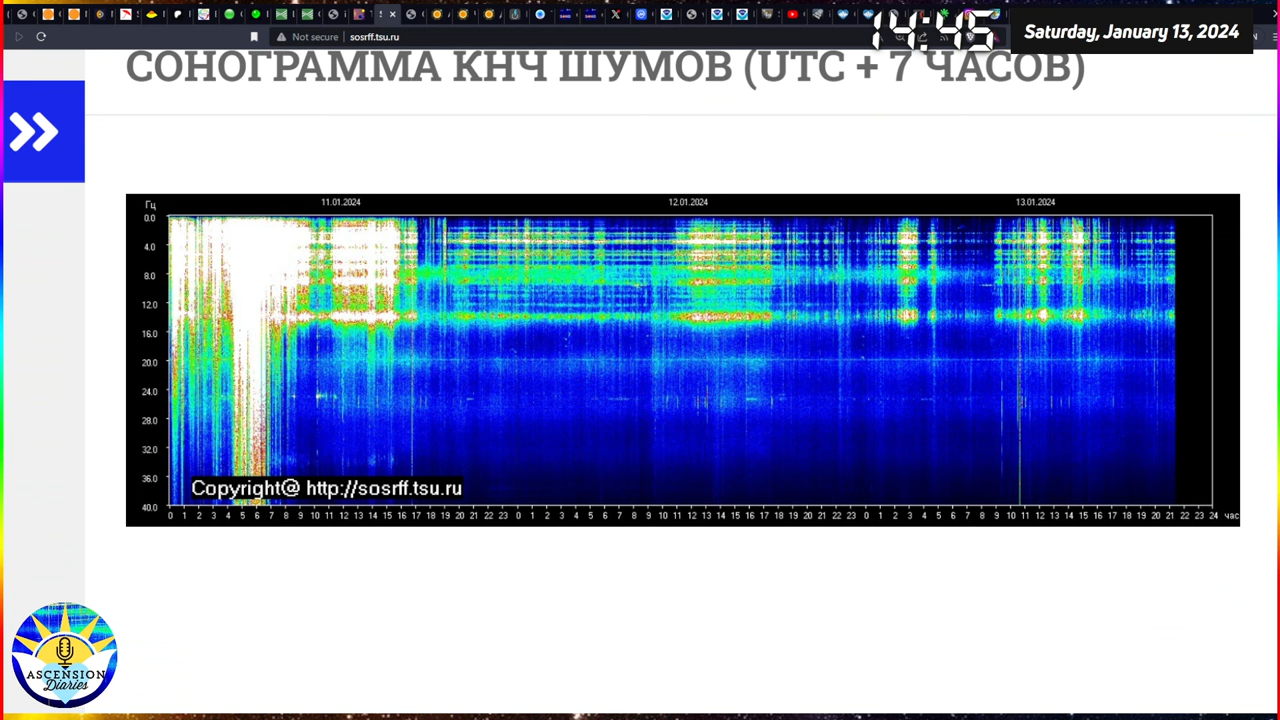 14:45
Saturday, January 13, 2024
Not secure sosrff.tsu.ru
СОНОГРАММА КНЧ ШУМОВ (UTC + 7 ЧАСОВ)
Гц 11.01.2024 12.01.2024 13.01.2024
0.0
4.0
8.0
12.0
16.0
20.0
24.0
28.0
32.0
36.0
40.0
Copyright@ http://sosrff.tsu.ru
0 1 2 3 4 5 6 7 8 9 10 11 12 13 14 15 16 17 18 19 20 21 22 23 0 1 2 3 4 5 6 7 8 9 10 11 12 13 14 15 16 17 18 19 20 21 22 23 0 1 2 3 4 5 6 7 8 9 10 11 12 13 14 15 16 17 18 19 20 21 22 23 24 час
ASCENSION
Diaries